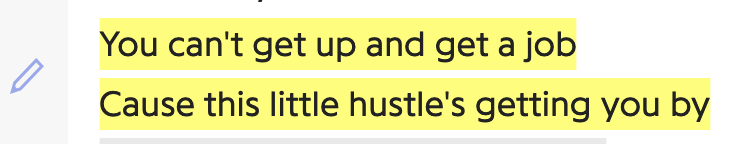 You can't get up and get a job
Cause this little hustle's getting you by